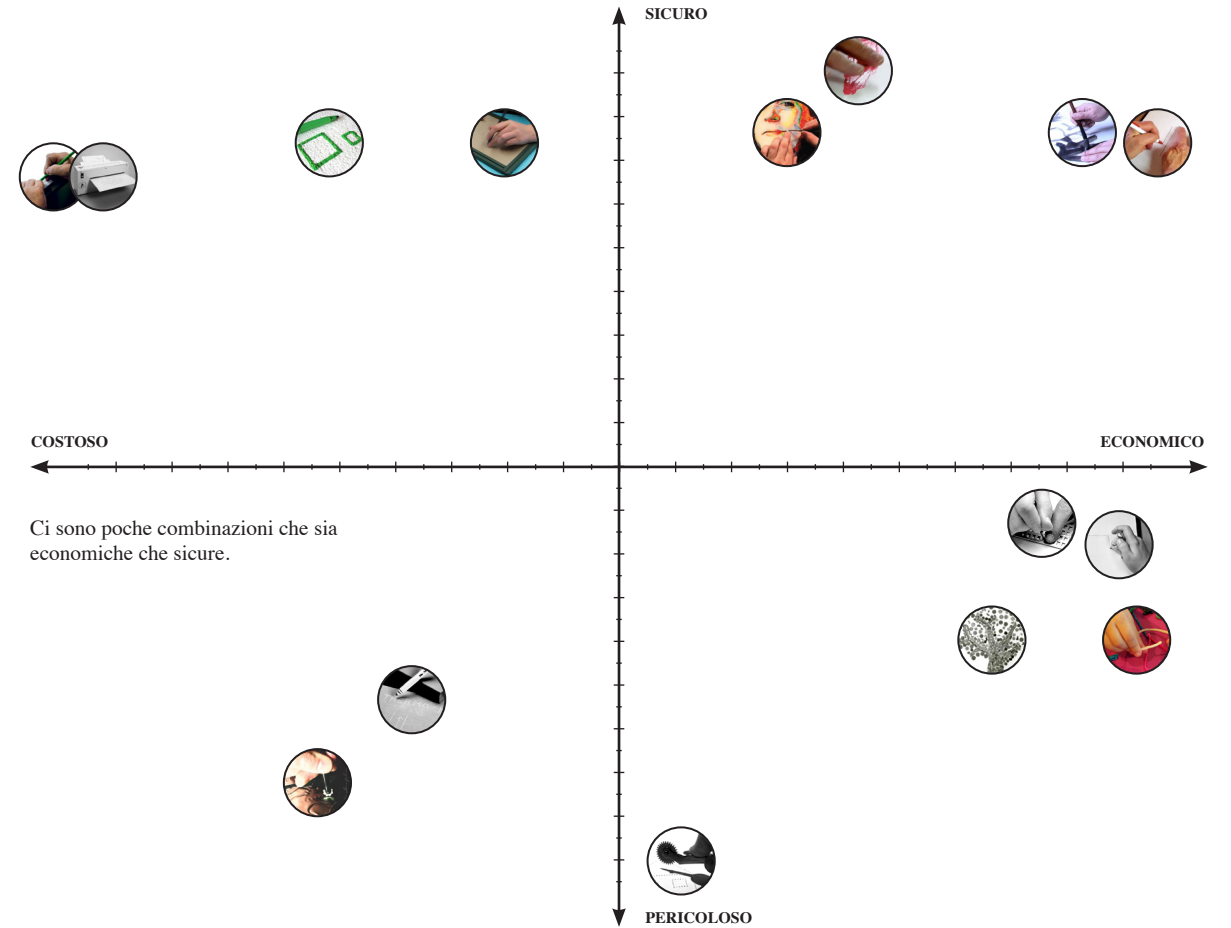 SICURO
COSTOSO
ECONOMICO
Ci sono poche combinazioni che sia
economiche che sicure.
PERICOLOSO